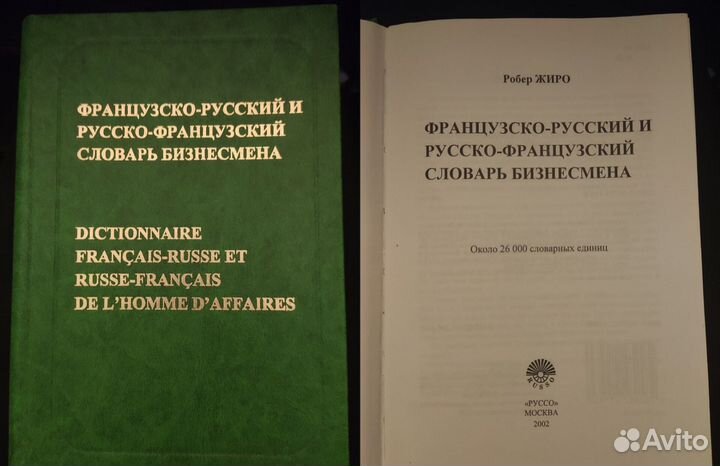 ФРАНЦУЗСКО-РУССКИЙ И
РУССКО-ФРАНЦУЗСКИЙ
СЛОВАРЬ БИЗНЕСМЕНА
DICTIONNAIRE
FRANÇAIS-RUSSE ET
RUSSE-FRANÇAIS
DE L'HOMME D'AFFAIRES
Робер ЖИРО
ФРАНЦУЗСКО-РУССКИЙ И
РУССКО-ФРАНЦУЗСКИЙ
СЛОВАРЬ БИЗНЕСМЕНА
Около 26 000 словарных единиц
RUSSO
«РУССО»
МОСКВА
2002
Avito